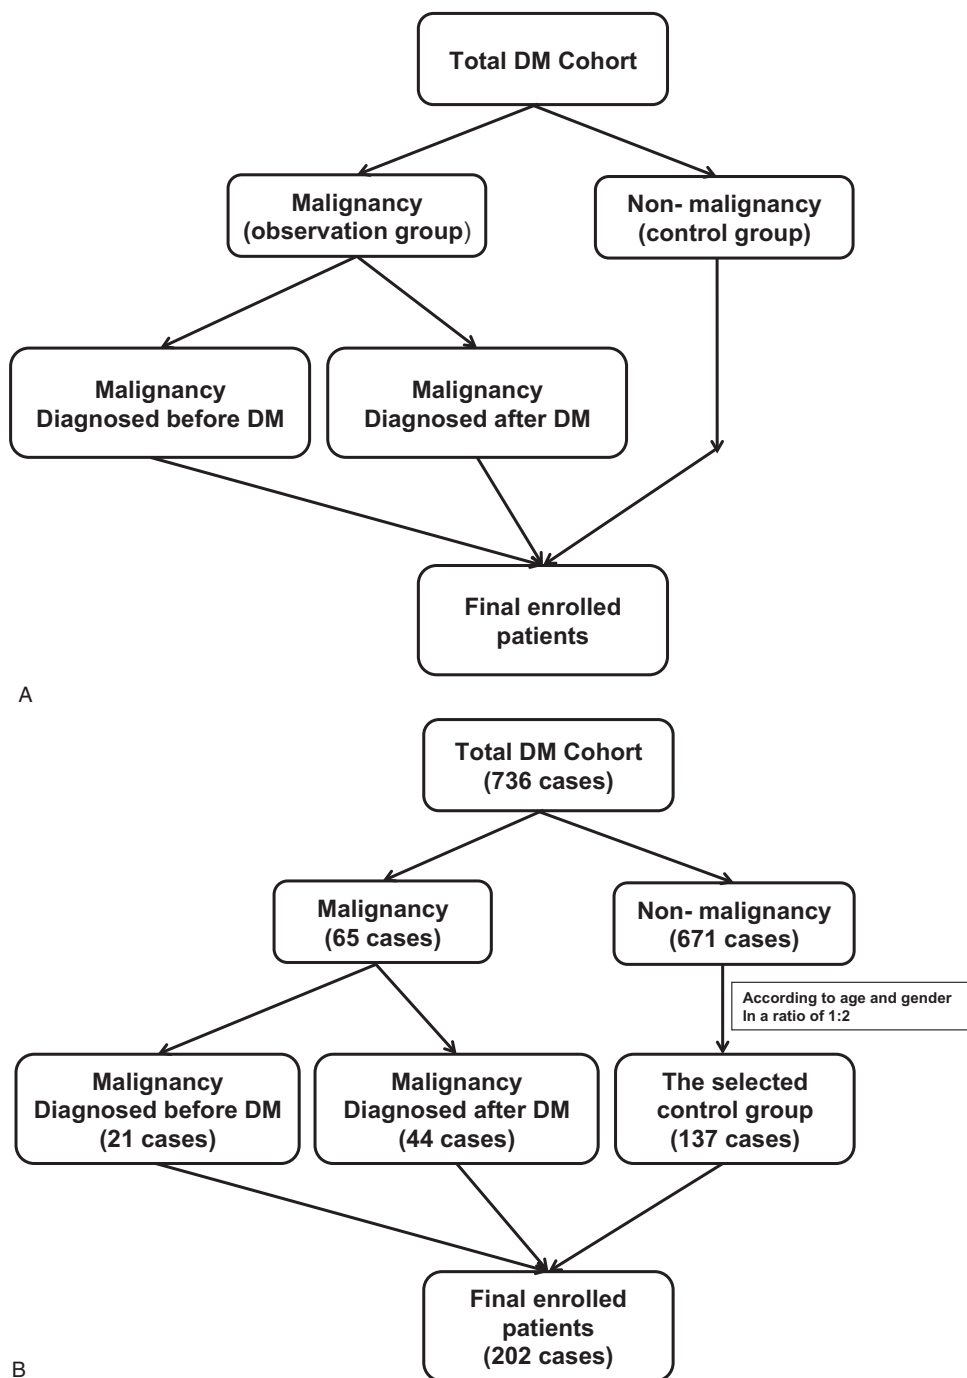 Total DM Cohort
Malignancy
(observation group)
Non- malignancy
(control group)
Malignancy
Diagnosed before DM
Malignancy
Diagnosed after DM
Final enrolled
patients
A
Total DM Cohort
(736 cases)
Malignancy
(65 cases)
Non- malignancy
(671 cases)
According to age and gender
In a ratio of 1:2
Malignancy
Diagnosed before DM
(21 cases)
Malignancy
Diagnosed after DM
(44 cases)
The selected
control group
(137 cases)
Final enrolled
patients
(202 cases)
B